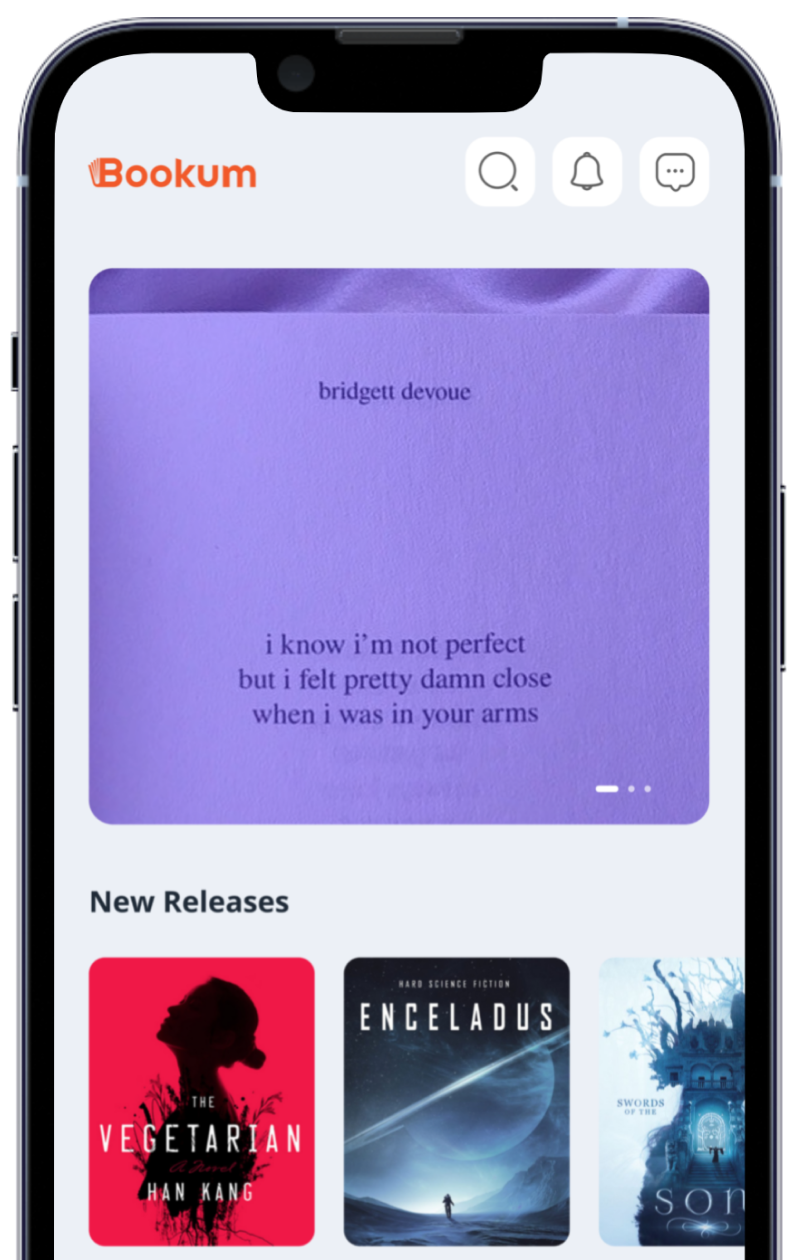 Bookum
bridgett devoue
i know i'm not perfect
but i felt pretty damn close
when i was in your arms
New Releases
THE
VEGETARIAN
A Novel
HAN KANG
HARD SCIENCE FICTION
ENCELADUS
SWORDS
OF THE
SON